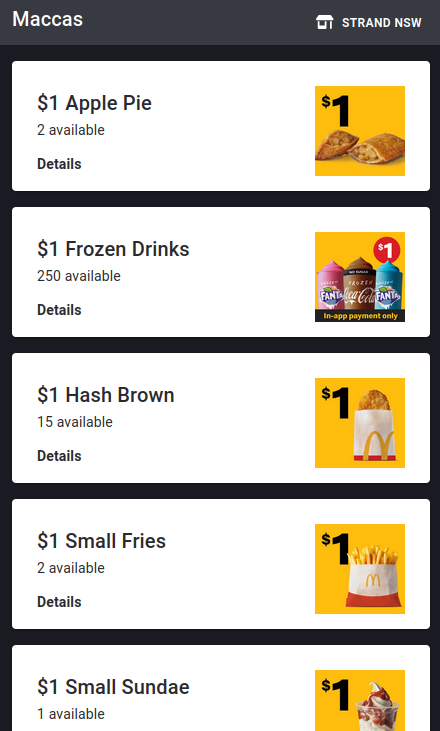 Maccas
STRAND NSW
$1 Apple Pie
2 available
Details
$1
$1 Frozen Drinks
250 available
Details
$1
NO SUGAR
FROZEN
FANTA
Coca-Cola
FANTA
In-app payment only
$1 Hash Brown
15 available
Details
$1
$1 Small Fries
2 available
Details
$1
$1 Small Sundae
1 available
$1